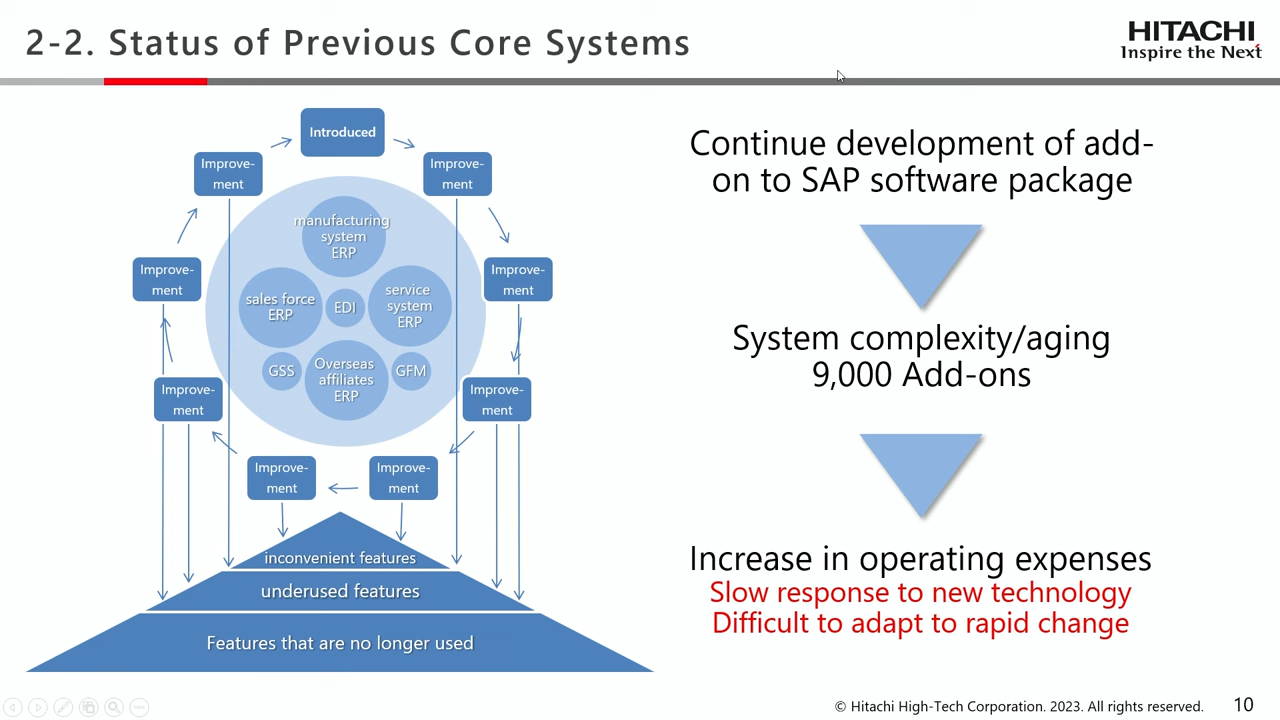 2-2. Status of Previous Core Systems
HITACHI
Inspire the Next
Introduced
Improve-
ment
Improve-
ment
Improve-
ment
Improve-
ment
Improve-
ment
Improve-
ment
Improve-
ment
Improve-
ment
manufacturing
system
ERP
sales force
ERP
EDI
service
system
ERP
GSS
Overseas
affiliates
ERP
GFM
inconvenient features
underused features
Features that are no longer used
Continue development of add-
on to SAP software package
System complexity/aging
9,000 Add-ons
Increase in operating expenses
Slow response to new technology
Difficult to adapt to rapid change
© Hitachi High-Tech Corporation. 2023. All rights reserved.
10